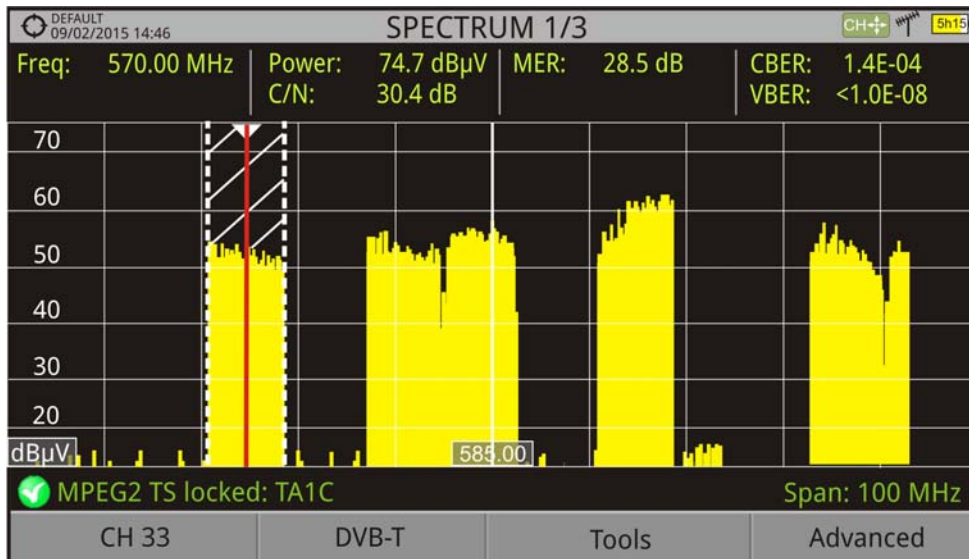 DEFAULT
09/02/2015 14:46
SPECTRUM 1/3
CH
5h15
Freq: 570.00 MHz
Power: 74.7 dBµV
MER: 28.5 dB
CBER: 1.4E-04
C/N: 30.4 dB
VBER: <1.0E-08
70
60
50
40
30
20
dBµV
585.00
MPEG2 TS locked: TA1C
Span: 100 MHz
CH 33
DVB-T
Tools
Advanced